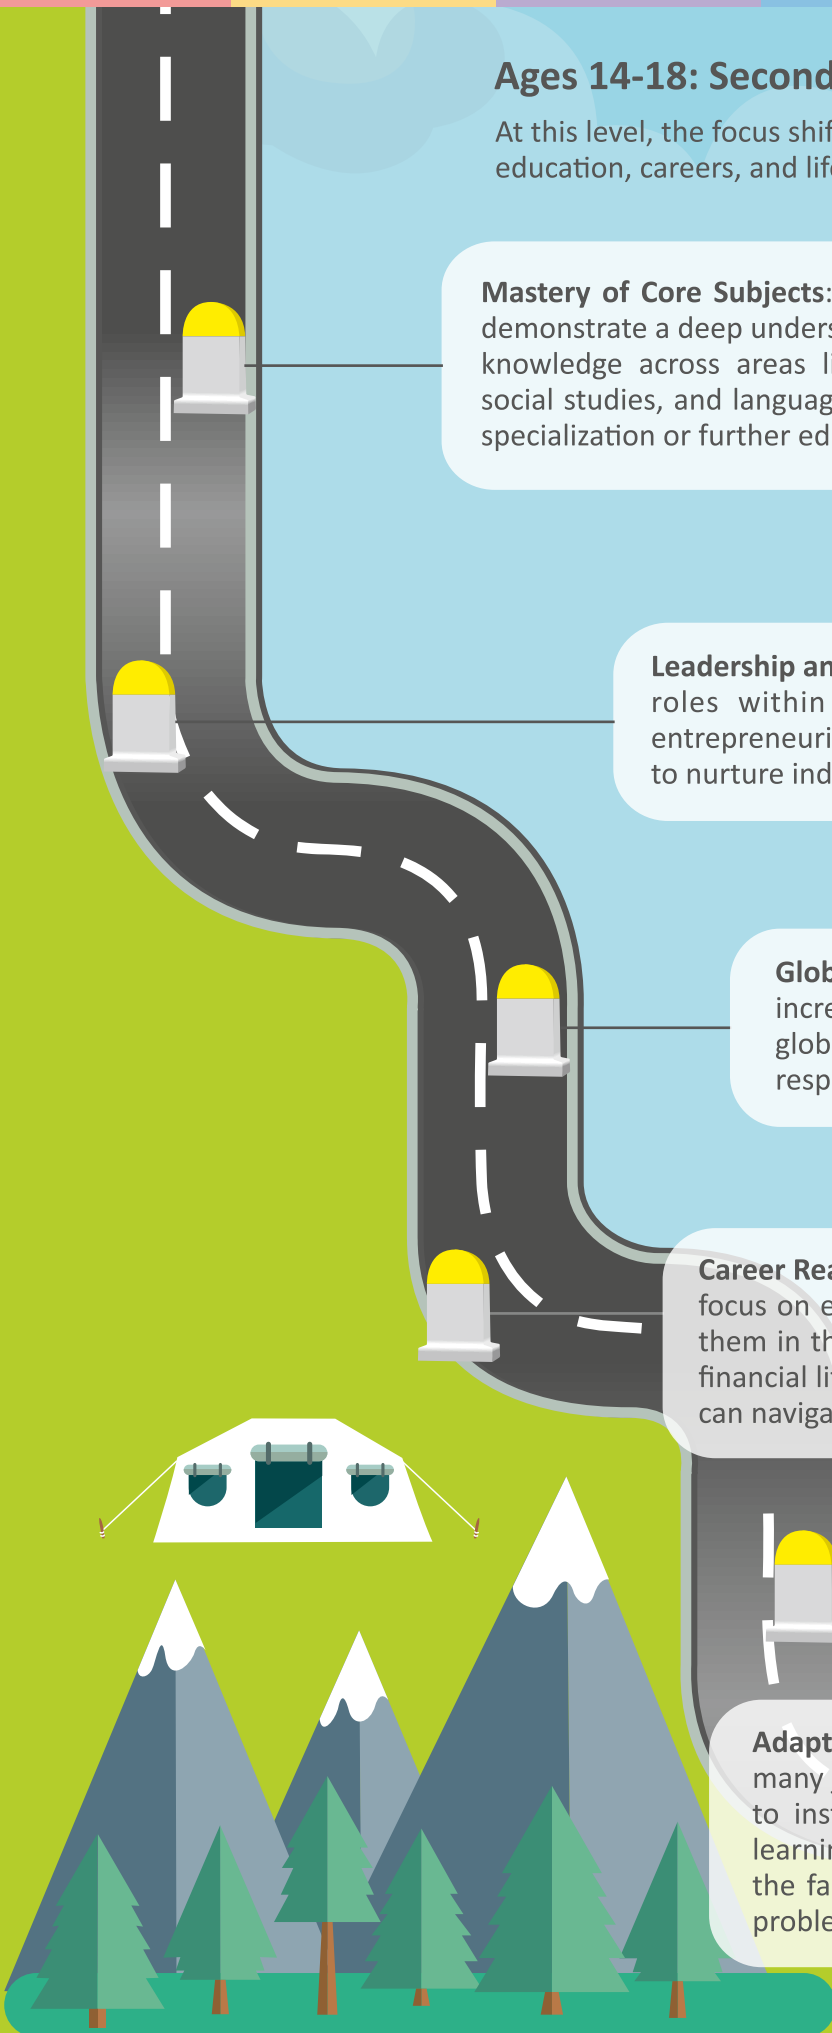 Ages 14-18: Second
At this level, the focus shif
education, careers, and life
Mastery of Core Subjects:
demonstrate a deep unders
knowledge across areas li
social studies, and languag
specialization or further ed
Leadership an
roles within
entrepreneuri
to nurture ind
Glob
incre
glob
resp
Career Rea
focus on e
them in th
financial lit
can naviga
Adapt
many j
to inst
learnin
the fa
proble